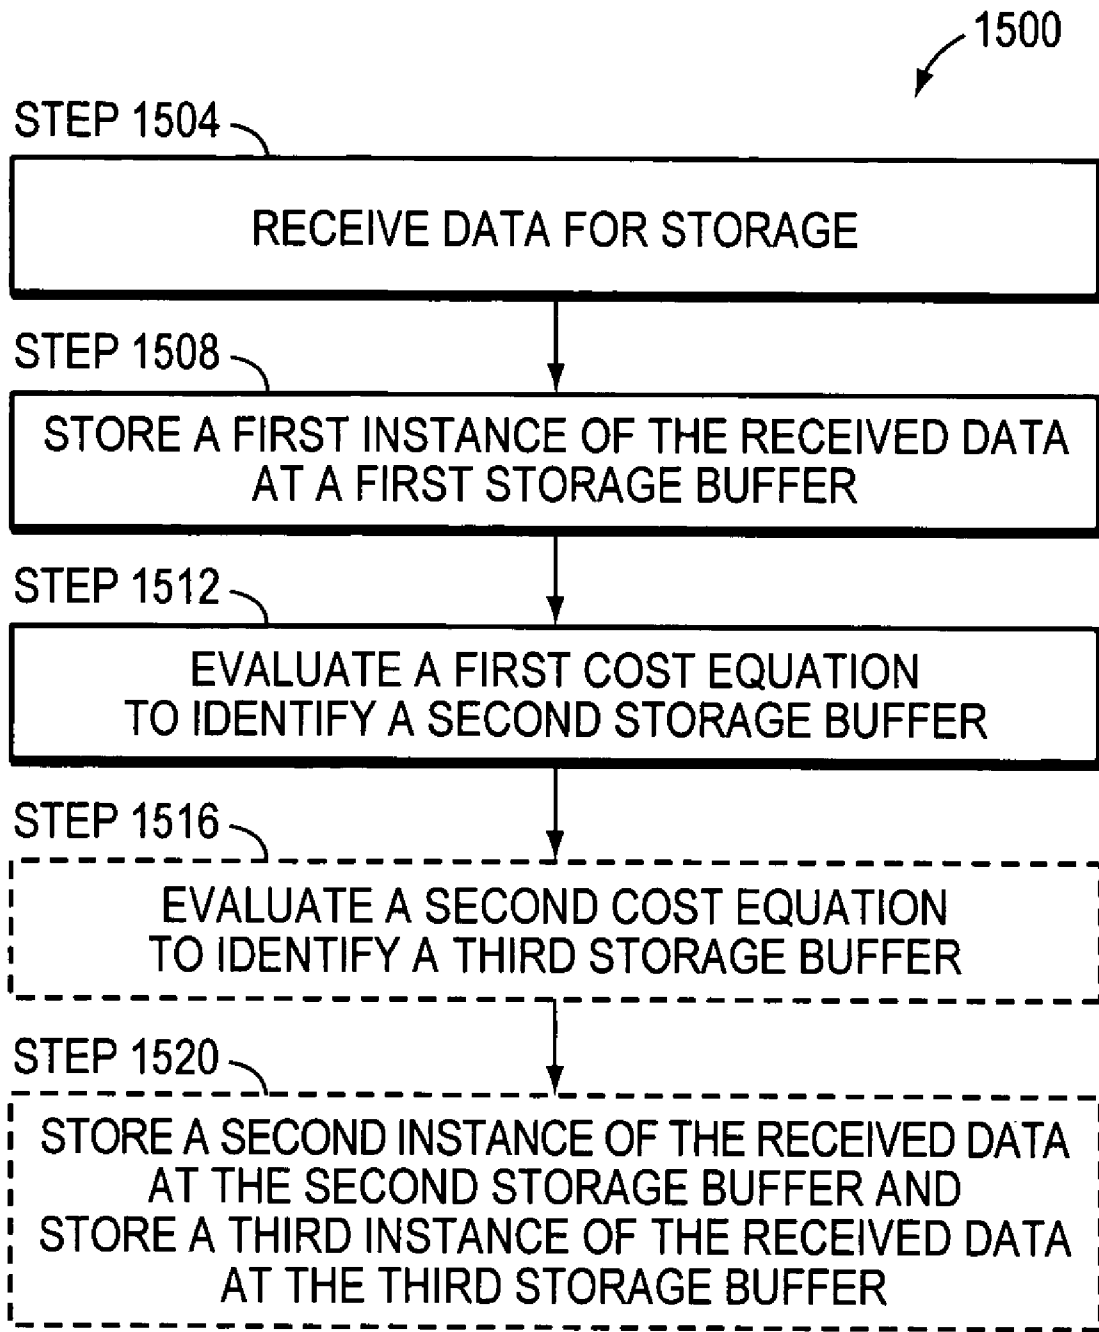 1500
STEP 1504
RECEIVE DATA FOR STORAGE
STEP 1508
STORE A FIRST INSTANCE OF THE RECEIVED DATA
AT A FIRST STORAGE BUFFER
STEP 1512
EVALUATE A FIRST COST EQUATION
TO IDENTIFY A SECOND STORAGE BUFFER
STEP 1516
EVALUATE A SECOND COST EQUATION
TO IDENTIFY A THIRD STORAGE BUFFER
STEP 1520
STORE A SECOND INSTANCE OF THE RECEIVED DATA
AT THE SECOND STORAGE BUFFER AND
STORE A THIRD INSTANCE OF THE RECEIVED DATA
AT THE THIRD STORAGE BUFFER